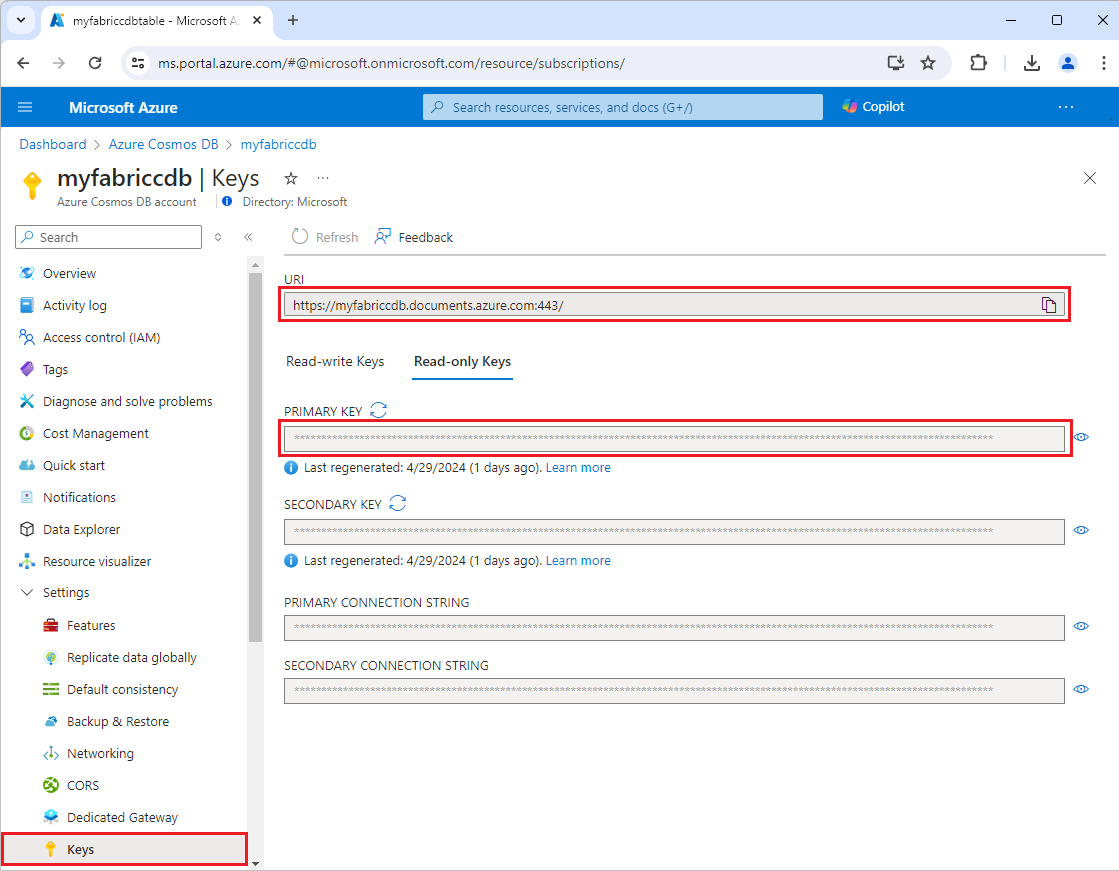 myfabriccdbtable - Microsoft A
ms.portal.azure.com/#@microsoft.onmicrosoft.com/resource/subscriptions/
Microsoft Azure
Search resources, services, and docs (G+/)
Copilot
...
Dashboard > Azure Cosmos DB > myfabriccdb
myfabriccdb | Keys
...
Azure Cosmos DB account
Directory: Microsoft
Search
Refresh
Feedback
Overview
Activity log
Access control (IAM)
Tags
Diagnose and solve problems
Cost Management
Quick start
Notifications
Data Explorer
Resource visualizer
Settings
Features
Replicate data globally
Default consistency
Backup & Restore
Networking
CORS
Dedicated Gateway
Keys
URI
https://myfabriccdb.documents.azure.com:443/
Read-write Keys
Read-only Keys
PRIMARY KEY
Last regenerated: 4/29/2024 (1 days ago). Learn more
SECONDARY KEY
Last regenerated: 4/29/2024 (1 days ago). Learn more
PRIMARY CONNECTION STRING
SECONDARY CONNECTION STRING